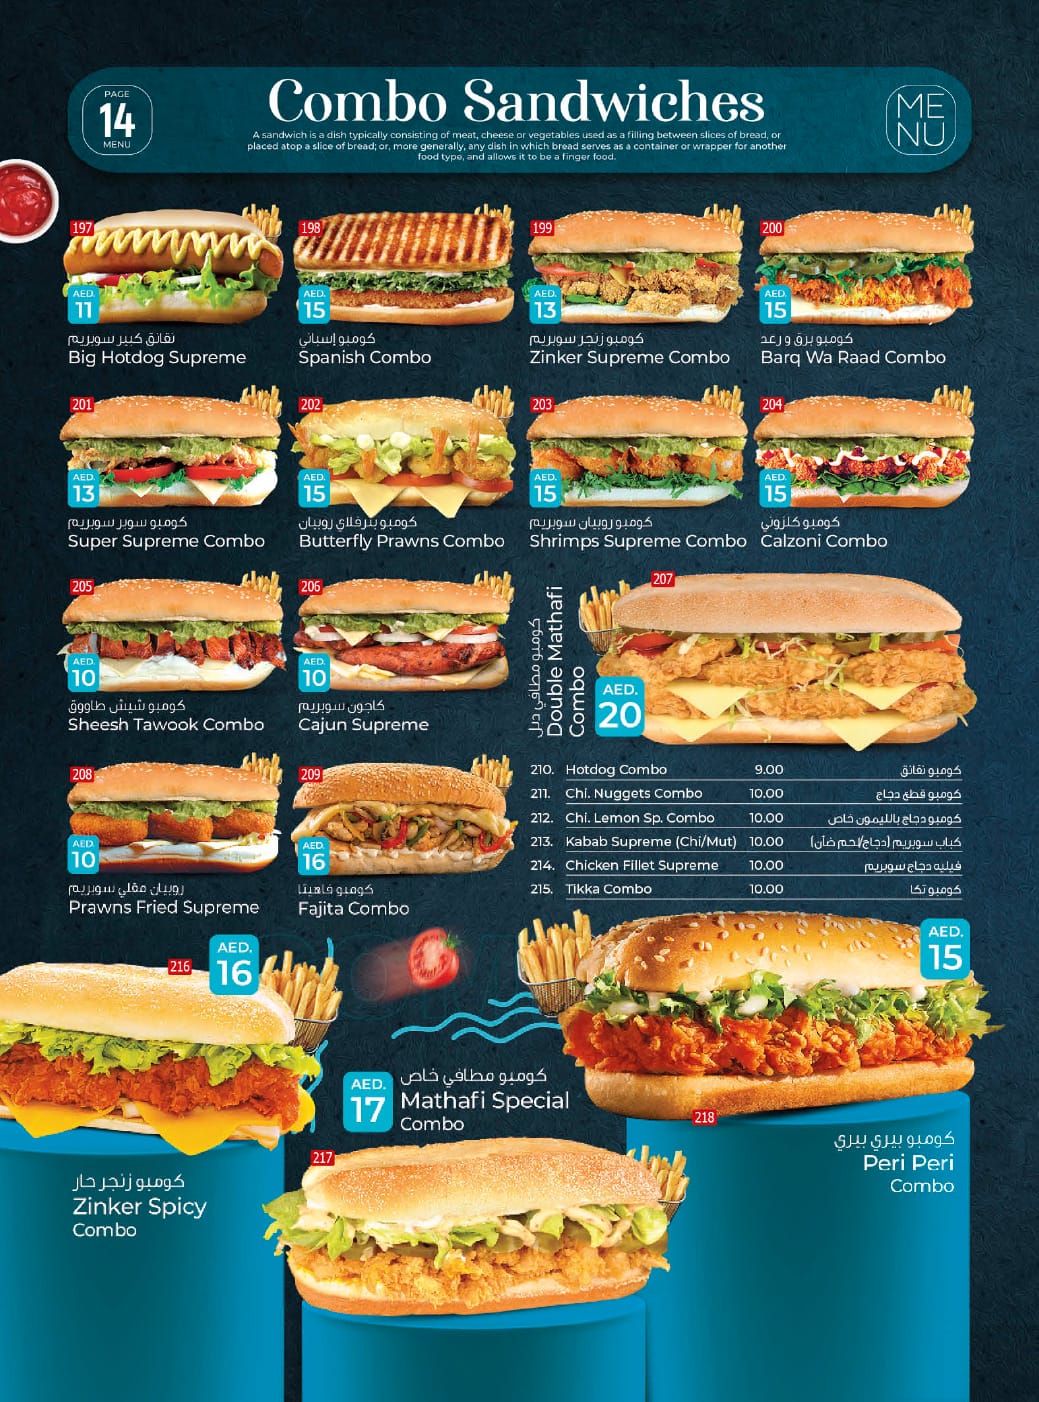 PAGE
14
MENU
Combo Sandwiches
A sandwich is a dish typically consisting of meat, cheese or vegetables used as a filling between slices of bread, or
placed atop a slice of bread; or, more generally, any dish in which bread serves as a container or wrapper for another
food type, and allows it to be a finger food.
ME
NU
197
AED.
11
نقانق كبير سوبريم
Big Hotdog Supreme
198
AED.
15
كومبو إسباني
Spanish Combo
199
AED.
13
كومبو زنجر سوبريم
Zinker Supreme Combo
200
AED.
15
كومبو برق و رعد
Barq Wa Raad Combo
201
AED.
13
كومبو سوبر سوبريم
Super Supreme Combo
202
AED.
15
كومبو بترفلاي روبيان
Butterfly Prawns Combo
203
AED.
15
كومبو روبيان سوبريم
Shrimps Supreme Combo
204
AED.
15
كومبو كلزوني
Calzoni Combo
205
AED.
10
كومبو شيش طاووق
Sheesh Tawook Combo
206
AED.
10
كاجون سوبريم
Cajun Supreme
207
AED.
20
كومبو مطافي دبل
Double Mathafi
Combo
208
AED.
10
روبيان مقلي سوبريم
Prawns Fried Supreme
209
AED.
16
كومبو فاهيتا
Fajita Combo
210. Hotdog Combo 9.00 كومبو نقانق
211. Chi. Nuggets Combo 10.00 كومبو قطع دجاج
212. Chi. Lemon Sp. Combo 10.00 كومبو دجاج بالليمون خاص
213. Kabab Supreme (Chi/Mut) 10.00 كباب سوبريم (دجاج/لحم ضأن)
214. Chicken Fillet Supreme 10.00 فيليه دجاج سوبريم
215. Tikka Combo 10.00 كومبو تكا
216
AED.
16
كومبو زنجر حار
Zinker Spicy
Combo
AED.
17
كومبو مطافي خاص
Mathafi Special
Combo
217
AED.
15
218
كومبو بيري بيري
Peri Peri
Combo